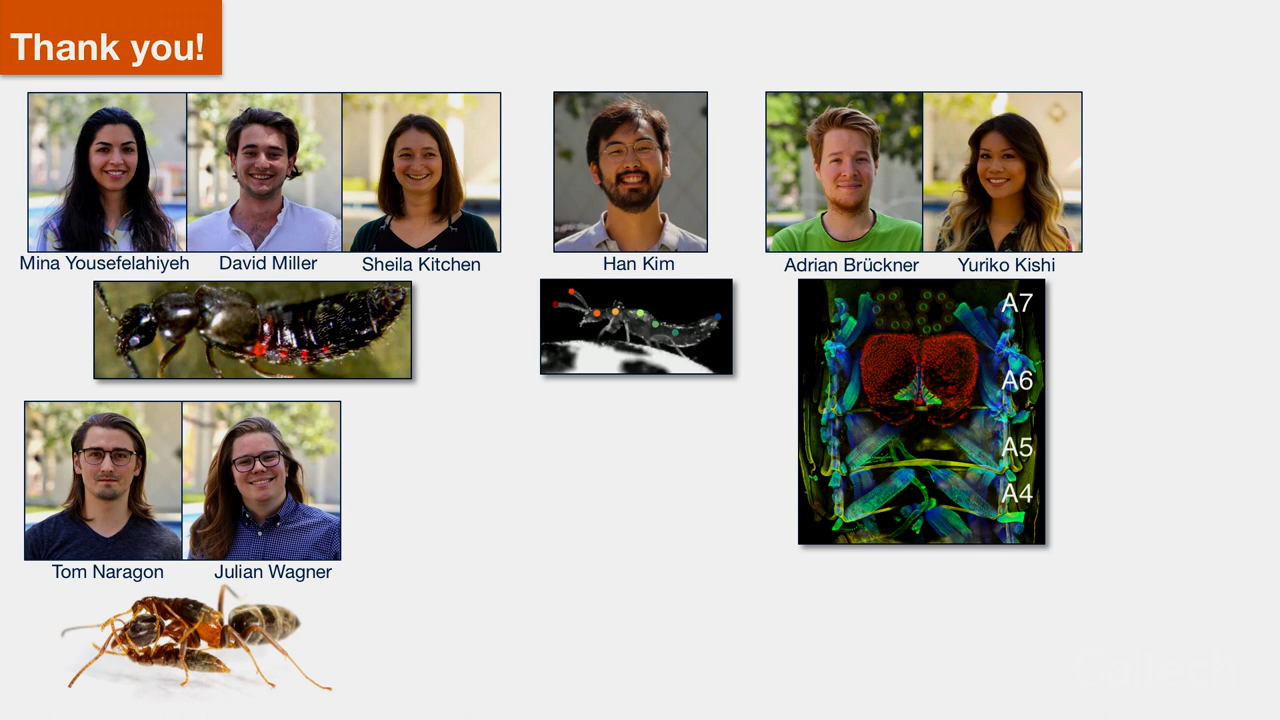 Thank you!
Mina Yousefelahiyeh
David Miller
Sheila Kitchen
Han Kim
Adrian Brückner
Yuriko Kishi
A7
A6
A5
A4
Tom Naragon
Julian Wagner
Caltech